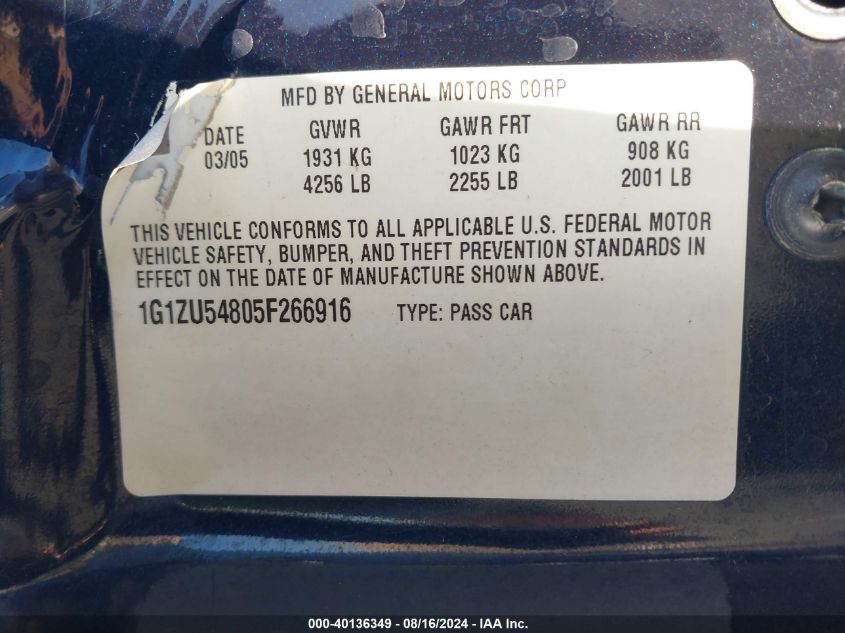 MFD BY GENERAL MOTORS CORP
DATE GVWR GAWR FRT GAWR RR
03/05 1931 KG 1023 KG 908 KG
4256 LB 2255 LB 2001 LB
THIS VEHICLE CONFORMS TO ALL APPLICABLE U.S. FEDERAL MOTOR
VEHICLE SAFETY, BUMPER, AND THEFT PREVENTION STANDARDS IN
EFFECT ON THE DATE OF MANUFACTURE SHOWN ABOVE.
1G1ZU54805F266916 TYPE: PASS CAR
000-40136349 - 08/16/2024 - IAA Inc.